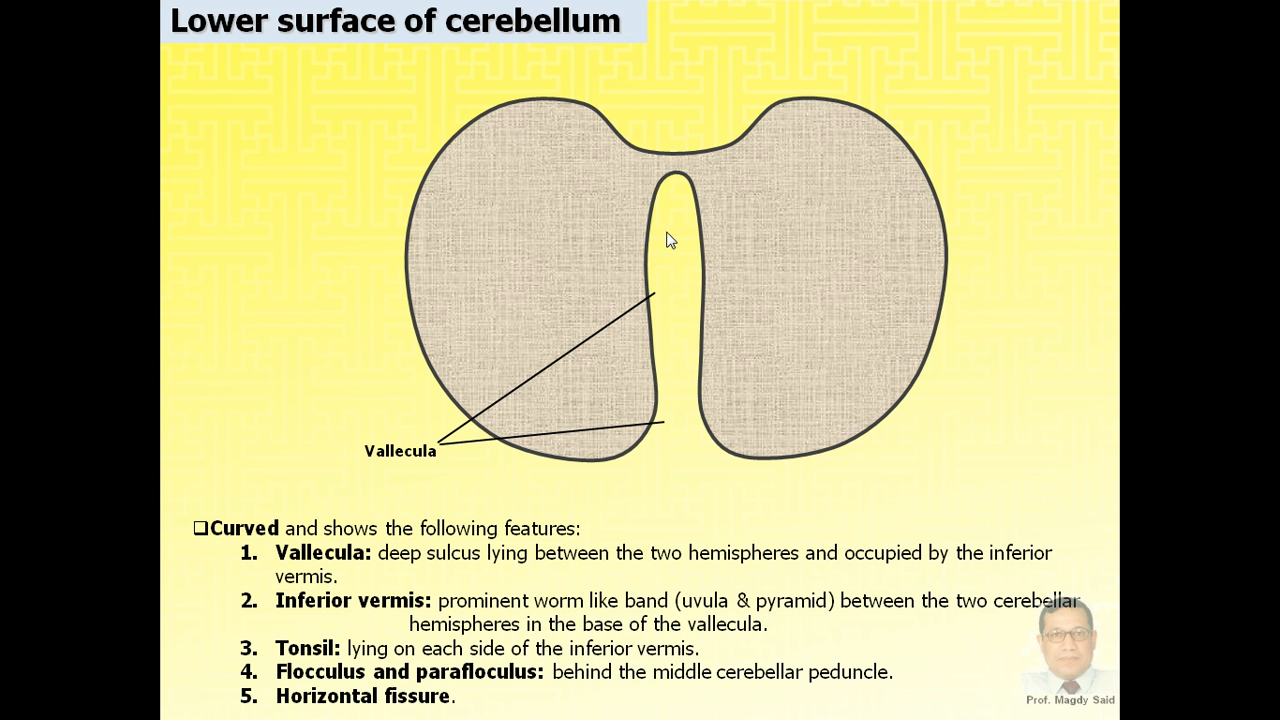 Lower surface of cerebellum
Vallecula
❑Curved and shows the following features:
1. Vallecula: deep sulcus lying between the two hemispheres and occupied by the inferior
vermis.
2. Inferior vermis: prominent worm like band (uvula & pyramid) between the two cerebellar
hemispheres in the base of the vallecula.
3. Tonsil: lying on each side of the inferior vermis.
4. Flocculus and parafloculus: behind the middle cerebellar peduncle.
5. Horizontal fissure.
Prof. Magdy Said